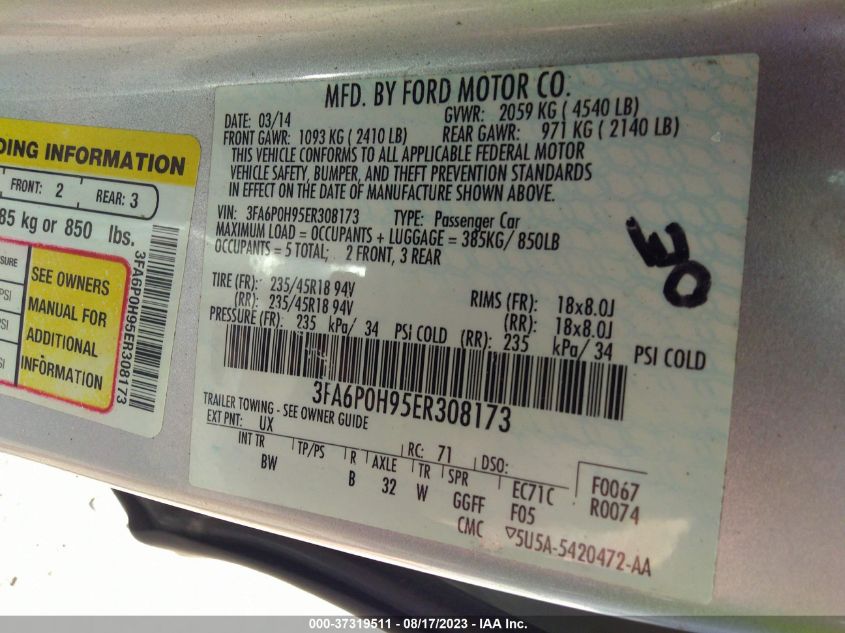 DING INFORMATION
FRONT: 2 REAR: 3
85 kg or 850 lbs.
SURE
PSI
PSI
SI
SEE OWNERS
MANUAL FOR
ADDITIONAL
INFORMATION
3FA6P0H95ER308173
MFD. BY FORD MOTOR CO.
DATE: 03/14 GVWR: 2059 KG ( 4540 LB)
FRONT GAWR: 1093 KG ( 2410 LB) REAR GAWR: 971 KG ( 2140 LB)
THIS VEHICLE CONFORMS TO ALL APPLICABLE FEDERAL MOTOR
VEHICLE SAFETY, BUMPER, AND THEFT PREVENTION STANDARDS
IN EFFECT ON THE DATE OF MANUFACTURE SHOWN ABOVE.
VIN: 3FA6P0H95ER308173 TYPE: Passenger Car
MAXIMUM LOAD = OCCUPANTS + LUGGAGE = 385KG/ 850LB
OCCUPANTS = 5 TOTAL; 2 FRONT, 3 REAR
TIRE (FR): 235/45R18 94V RIMS (FR): 18x8.0J
(RR): 235/45R18 94V (RR): 18x8.0J
PRESSURE (FR): 235 kPa/ 34 PSI COLD (RR): 235 kPa/ 34 PSI COLD
3FA6P0H95ER308173
TRAILER TOWING - SEE OWNER GUIDE
EXT PNT: UX RC: 71 DSO:
INT TR TP/PS R AXLE TR SPR EC71C F0067
BW B 32 W GGFF F05 R0074
CMC 5U5A-5420472-AA
000-37319511 - 08/17/2023 - IAAI.com